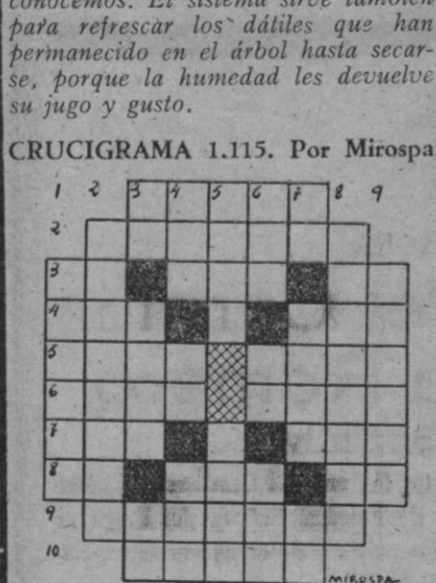 conocemos. El sistema sirve también
para refrescar los dátiles que han
permanecido en el árbol hasta secar-
se, porque la humedad les devuelve
su jugo y gusto.
CRUCIGRAMA 1.115. Por Mirospa
1 2 3 4 5 6 7 8 9
2
3
4
5
6
7
8
9
10
MIROSPA